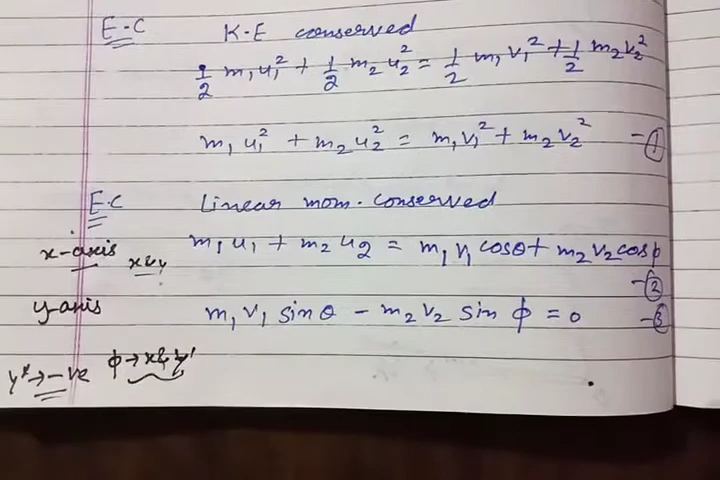 E.C K.E conserved
1/2 m₁u₁² + 1/2 m₂u₂² = 1/2 m₁v₁² + 1/2 m₂v₂²
m₁u₁² + m₂u₂² = m₁v₁² + m₂v₂² -①
E.C Linear mom. conserved
x-axis m₁u₁ + m₂u₂ = m₁v₁cosθ + m₂v₂cosϕ
x&y -②
y-axis m₁v₁ sinθ - m₂v₂ sin ϕ = 0 -③
→ -ve ϕ → x & y'